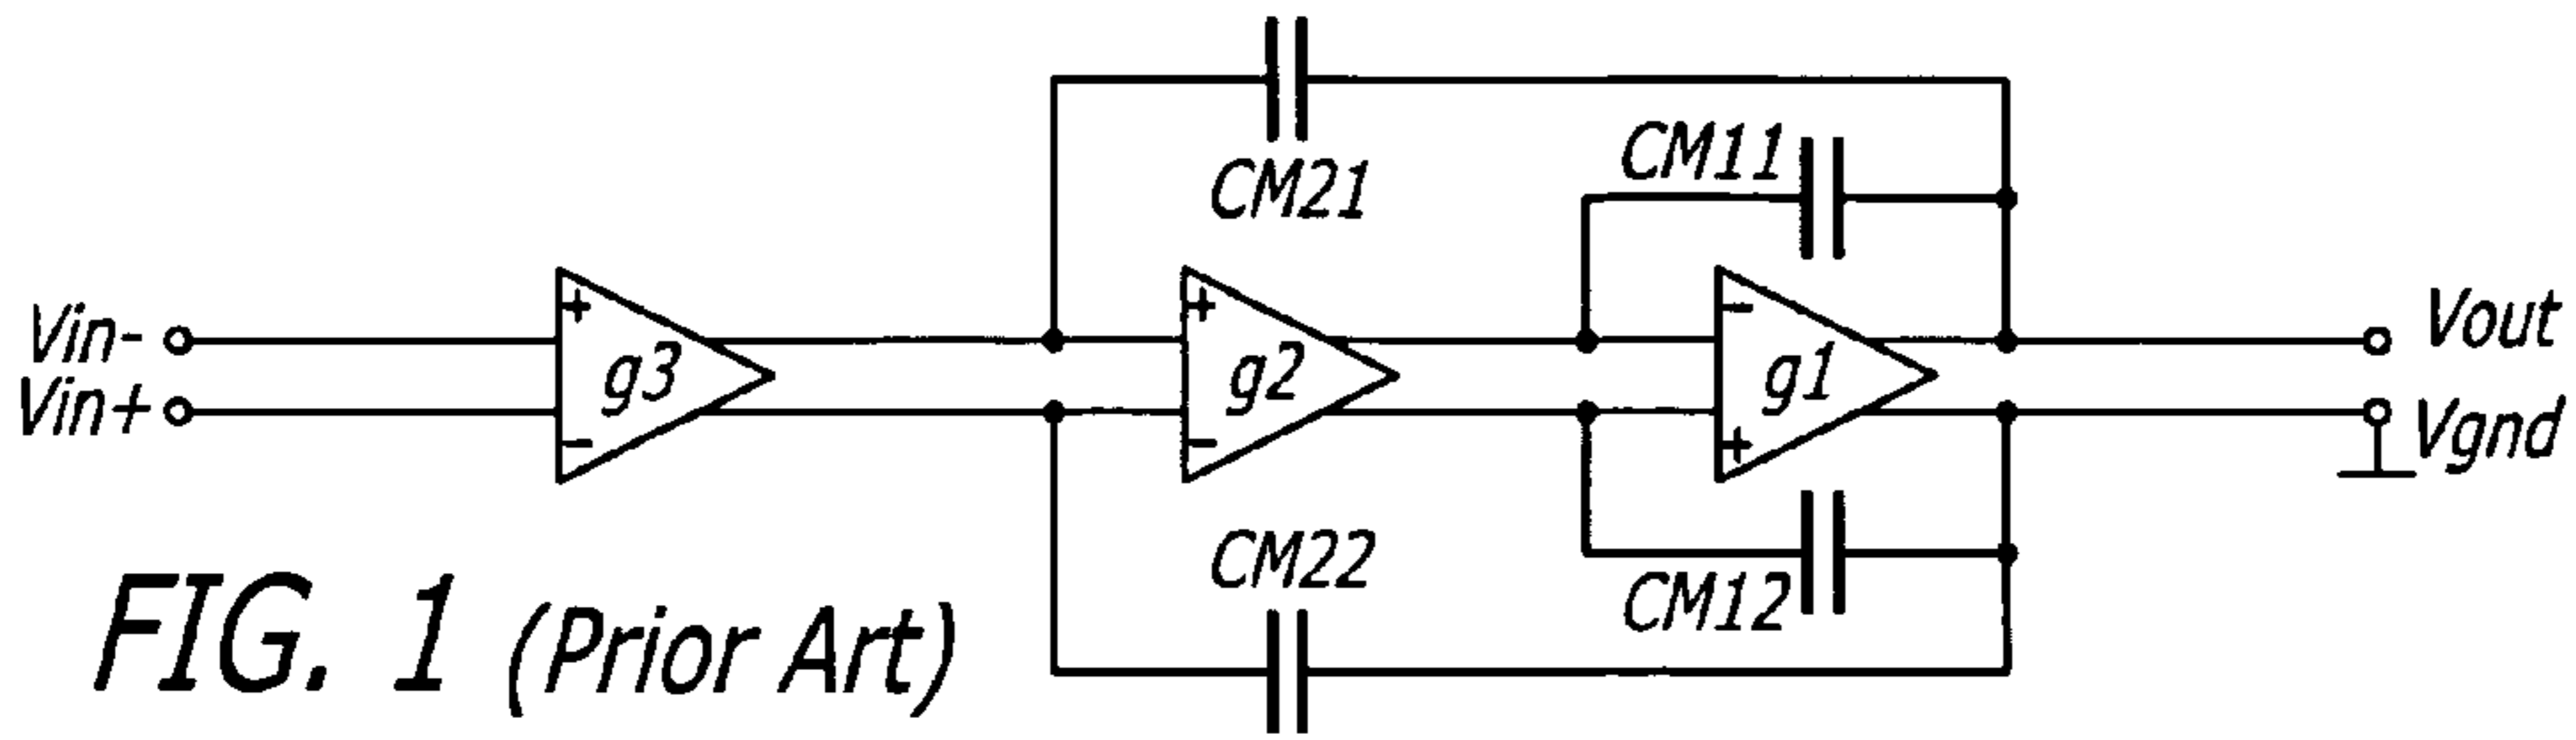 CM21
CM11
Vin-
Vin+
+
-
g3
+
-
g2
-
+
g1
Vout
Vgnd
CM22
CM12
FIG. 1 (Prior Art)